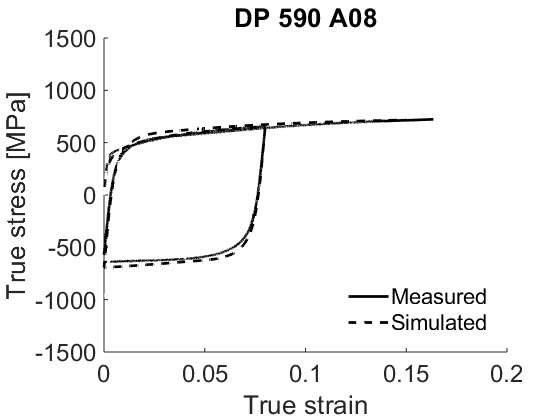 DP 590 A08
1500
1000
500
0
-500
-1000
-1500
True stress [MPa]
Measured
Simulated
0 0.05 0.1 0.15 0.2
True strain